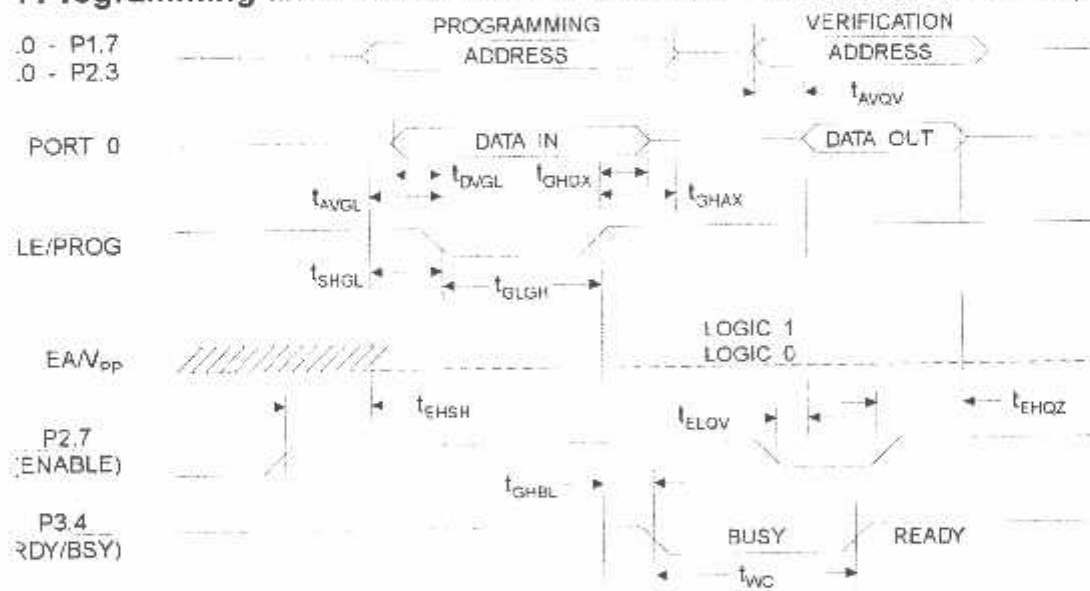 Programming
PROGRAMMING ADDRESS
VERIFICATION ADDRESS
.0 - P1.7
.0 - P2.3
tAVQV
PORT 0
DATA IN
DATA OUT
tDVGL
tGHDX
tAVGL
tGHAX
LE/PROG
tSHGL
tGLGH
LOGIC 1
LOGIC 0
EA/VPP
tEHSH
tELQV
tEHQZ
P2.7
ENABLE)
tGHBL
P3.4
RDY/BSY)
BUSY
READY
tWC